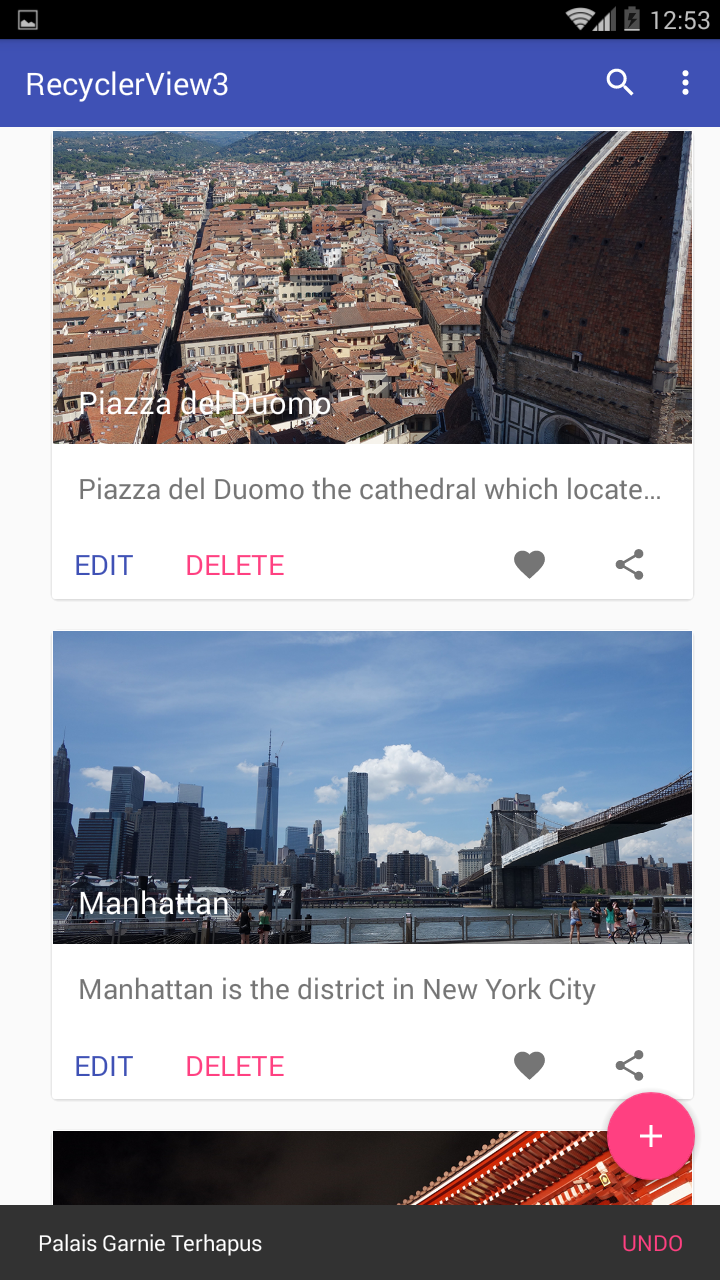 12:53
RecyclerView3
Piazza del Duomo
Piazza del Duomo the cathedral which locate...
EDIT DELETE
Manhattan
Manhattan is the district in New York City
EDIT DELETE
+
Palais Garnie Terhapus UNDO